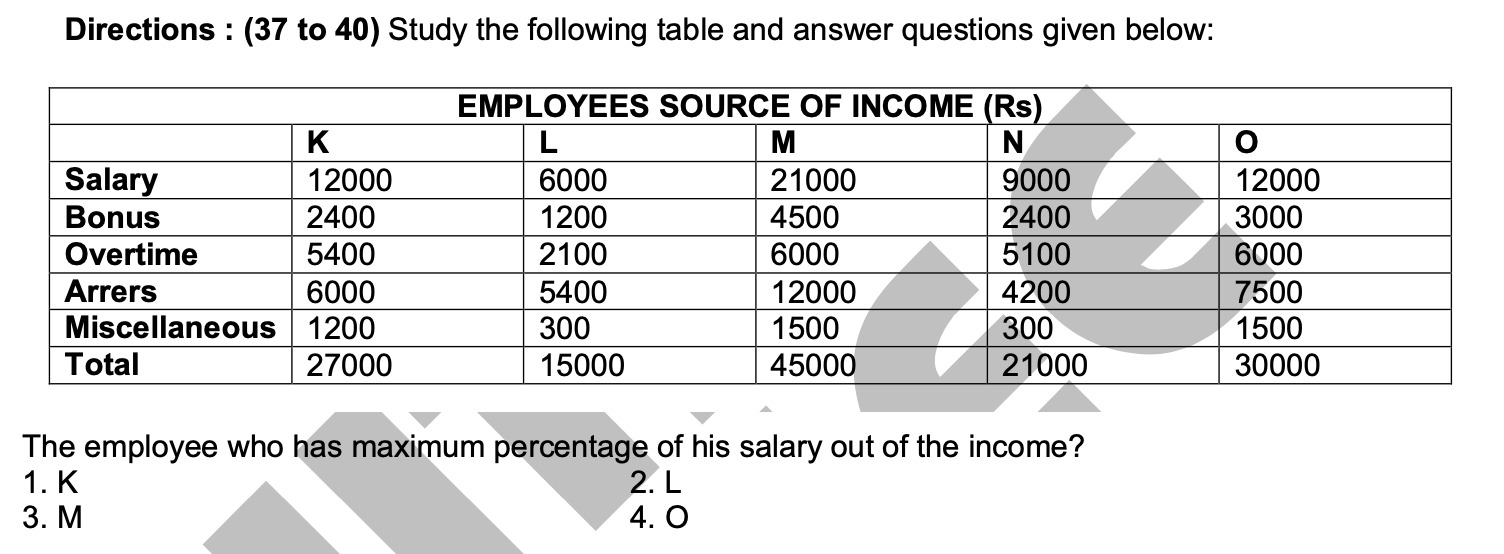 Directions : (37 to 40) Study the following table and answer questions given below:
EMPLOYEES SOURCE OF INCOME (Rs)
K L M N O
Salary 12000 6000 21000 9000 12000
Bonus 2400 1200 4500 2400 3000
Overtime 5400 2100 6000 5100 6000
Arrers 6000 5400 12000 4200 7500
Miscellaneous 1200 300 1500 300 1500
Total 27000 15000 45000 21000 30000
The employee who has maximum percentage of his salary out of the income?
1. K 2. L
3. M 4. O